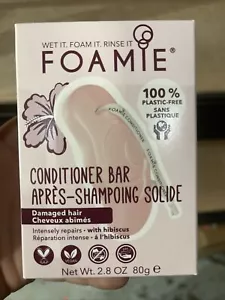 WET IT. FOAM IT. RINSE IT
FOAMIE®
100 %
PLASTIC-FREE
SANS
PLASTIQUE
CONDITIONER BAR
APRÈS-SHAMPOING SOLIDE
Damaged hair
Cheveux abîmés
Intensely repairs - with hibiscus
Réparation intense - à l'hibiscus
Net Wt. 2.8 OZ 80g ℮